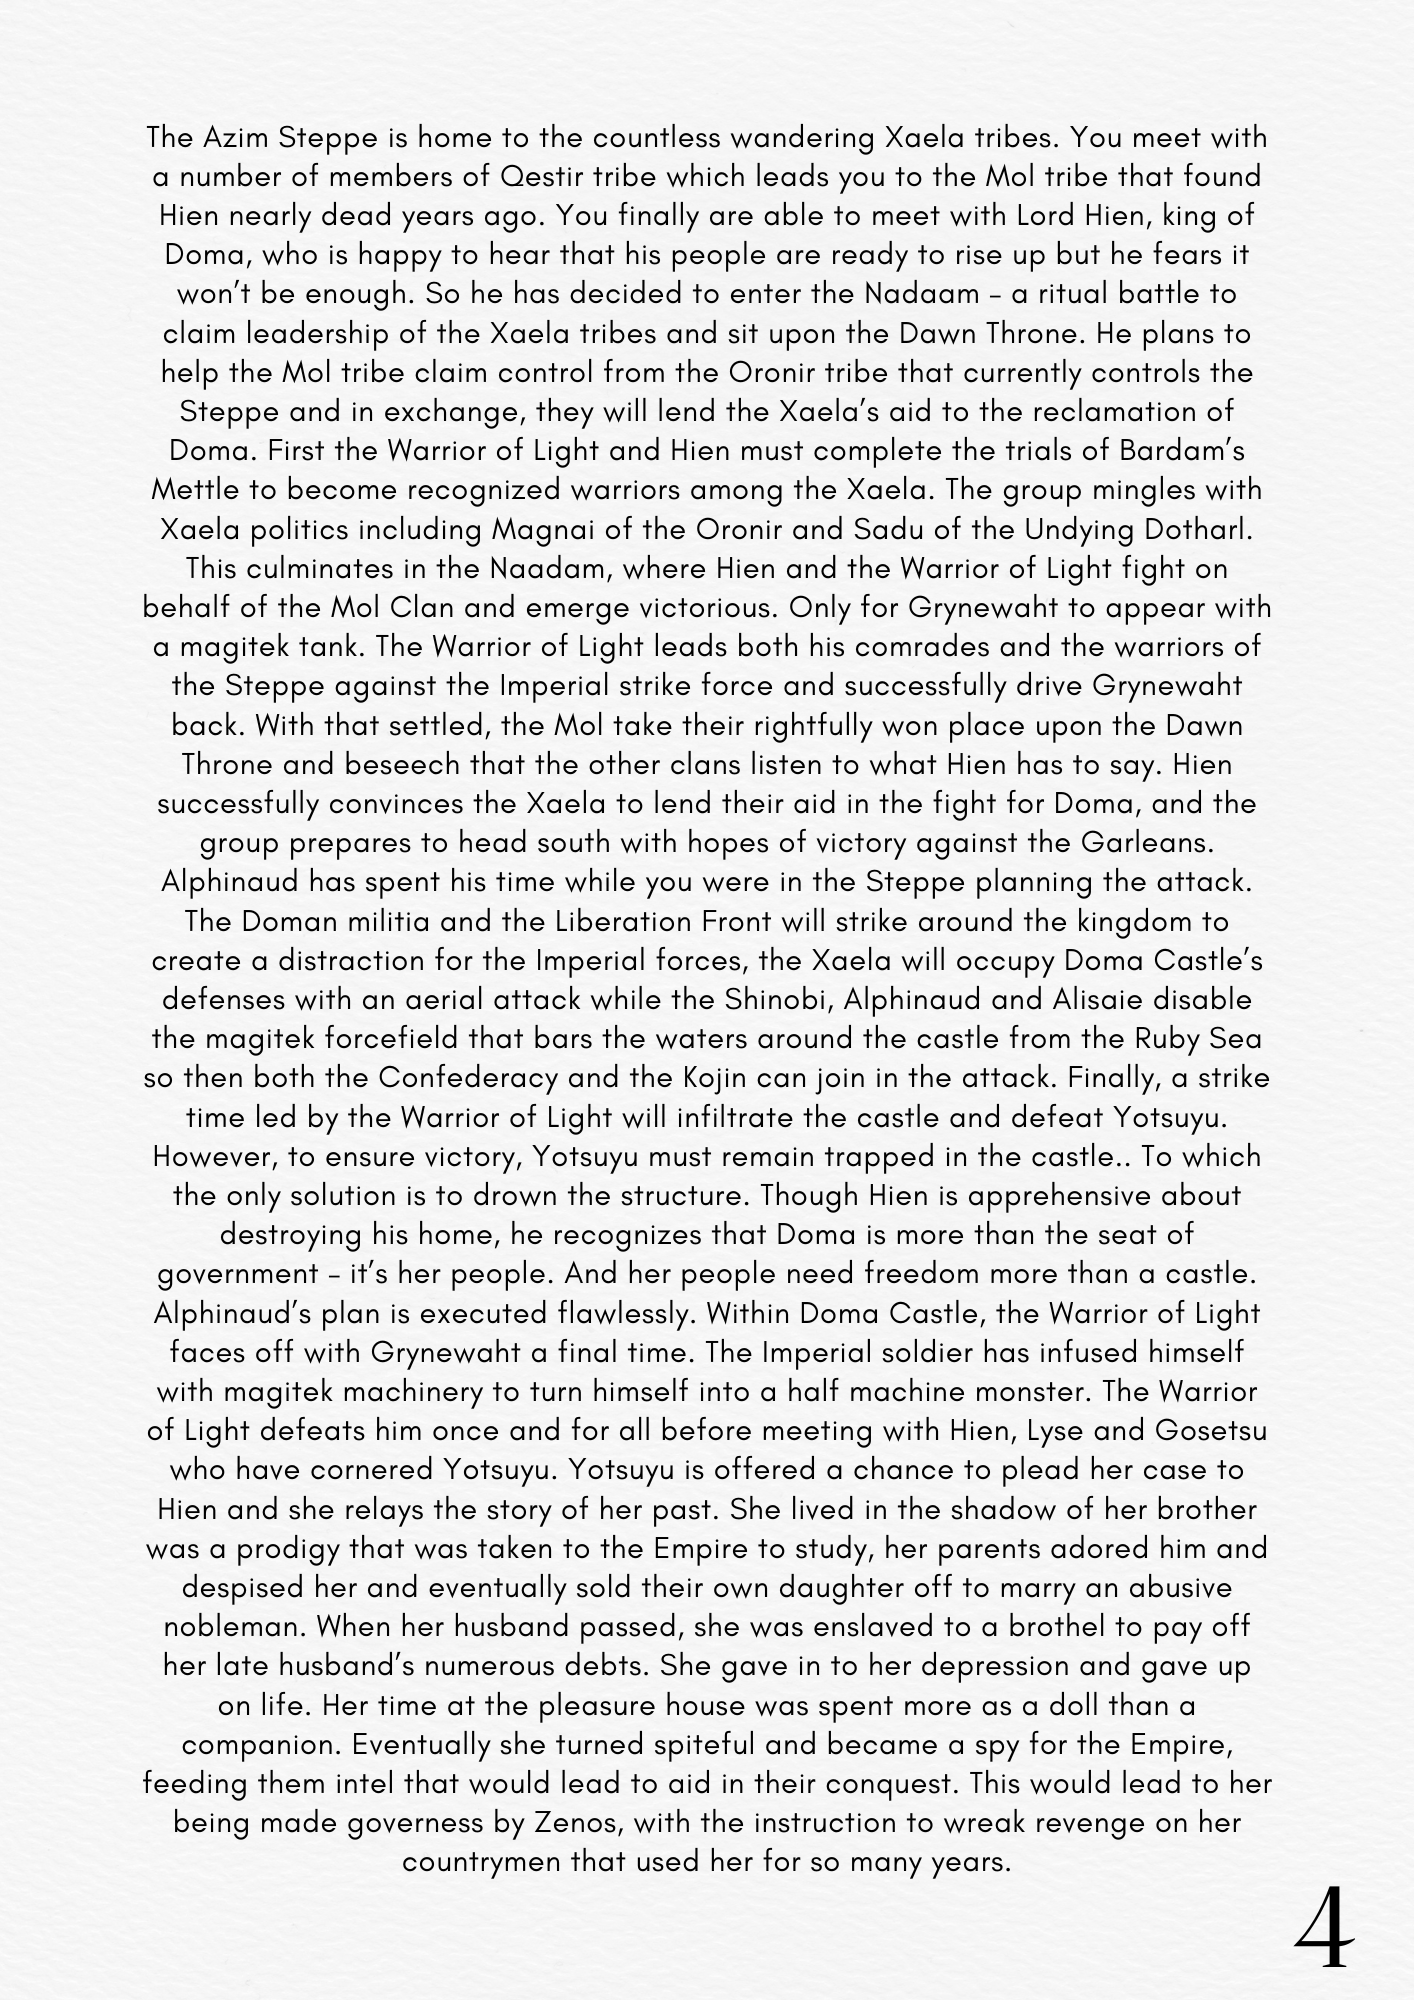 The Azim Steppe is home to the countless wandering Xaela tribes. You meet with
a number of members of Qestir tribe which leads you to the Mol tribe that found
Hien nearly dead years ago. You finally are able to meet with Lord Hien, king of
Doma, who is happy to hear that his people are ready to rise up but he fears it
won't be enough. So he has decided to enter the Nadaam – a ritual battle to
claim leadership of the Xaela tribes and sit upon the Dawn Throne. He plans to
help the Mol tribe claim control from the Oronir tribe that currently controls the
Steppe and in exchange, they will lend the Xaela's aid to the reclamation of
Doma. First the Warrior of Light and Hien must complete the trials of Bardam's
Mettle to become recognized warriors among the Xaela. The group mingles with
Xaela politics including Magnai of the Oronir and Sadu of the Undying Dotharl.
This culminates in the Naadam, where Hien and the Warrior of Light fight on
behalf of the Mol Clan and emerge victorious. Only for Grynewaht to appear with
a magitek tank. The Warrior of Light leads both his comrades and the warriors of
the Steppe against the Imperial strike force and successfully drive Grynewaht
back. With that settled, the Mol take their rightfully won place upon the Dawn
Throne and beseech that the other clans listen to what Hien has to say. Hien
successfully convinces the Xaela to lend their aid in the fight for Doma, and the
group prepares to head south with hopes of victory against the Garleans.
Alphinaud has spent his time while you were in the Steppe planning the attack.
The Doman militia and the Liberation Front will strike around the kingdom to
create a distraction for the Imperial forces, the Xaela will occupy Doma Castle's
defenses with an aerial attack while the Shinobi, Alphinaud and Alisaie disable
the magitek forcefield that bars the waters around the castle from the Ruby Sea
so then both the Confederacy and the Kojin can join in the attack. Finally, a strike
time led by the Warrior of Light will infiltrate the castle and defeat Yotsuyu.
However, to ensure victory, Yotsuyu must remain trapped in the castle.. To which
the only solution is to drown the structure. Though Hien is apprehensive about
destroying his home, he recognizes that Doma is more than the seat of
government – it's her people. And her people need freedom more than a castle.
Alphinaud's plan is executed flawlessly. Within Doma Castle, the Warrior of Light
faces off with Grynewaht a final time. The Imperial soldier has infused himself
with magitek machinery to turn himself into a half machine monster. The Warrior
of Light defeats him once and for all before meeting with Hien, Lyse and Gosetsu
who have cornered Yotsuyu. Yotsuyu is offered a chance to plead her case to
Hien and she relays the story of her past. She lived in the shadow of her brother
was a prodigy that was taken to the Empire to study, her parents adored him and
despised her and eventually sold their own daughter off to marry an abusive
nobleman. When her husband passed, she was enslaved to a brothel to pay off
her late husband's numerous debts. She gave in to her depression and gave up
on life. Her time at the pleasure house was spent more as a doll than a
companion. Eventually she turned spiteful and became a spy for the Empire,
feeding them intel that would lead to aid in their conquest. This would lead to her
being made governess by Zenos, with the instruction to wreak revenge on her
countrymen that used her for so many years.
4